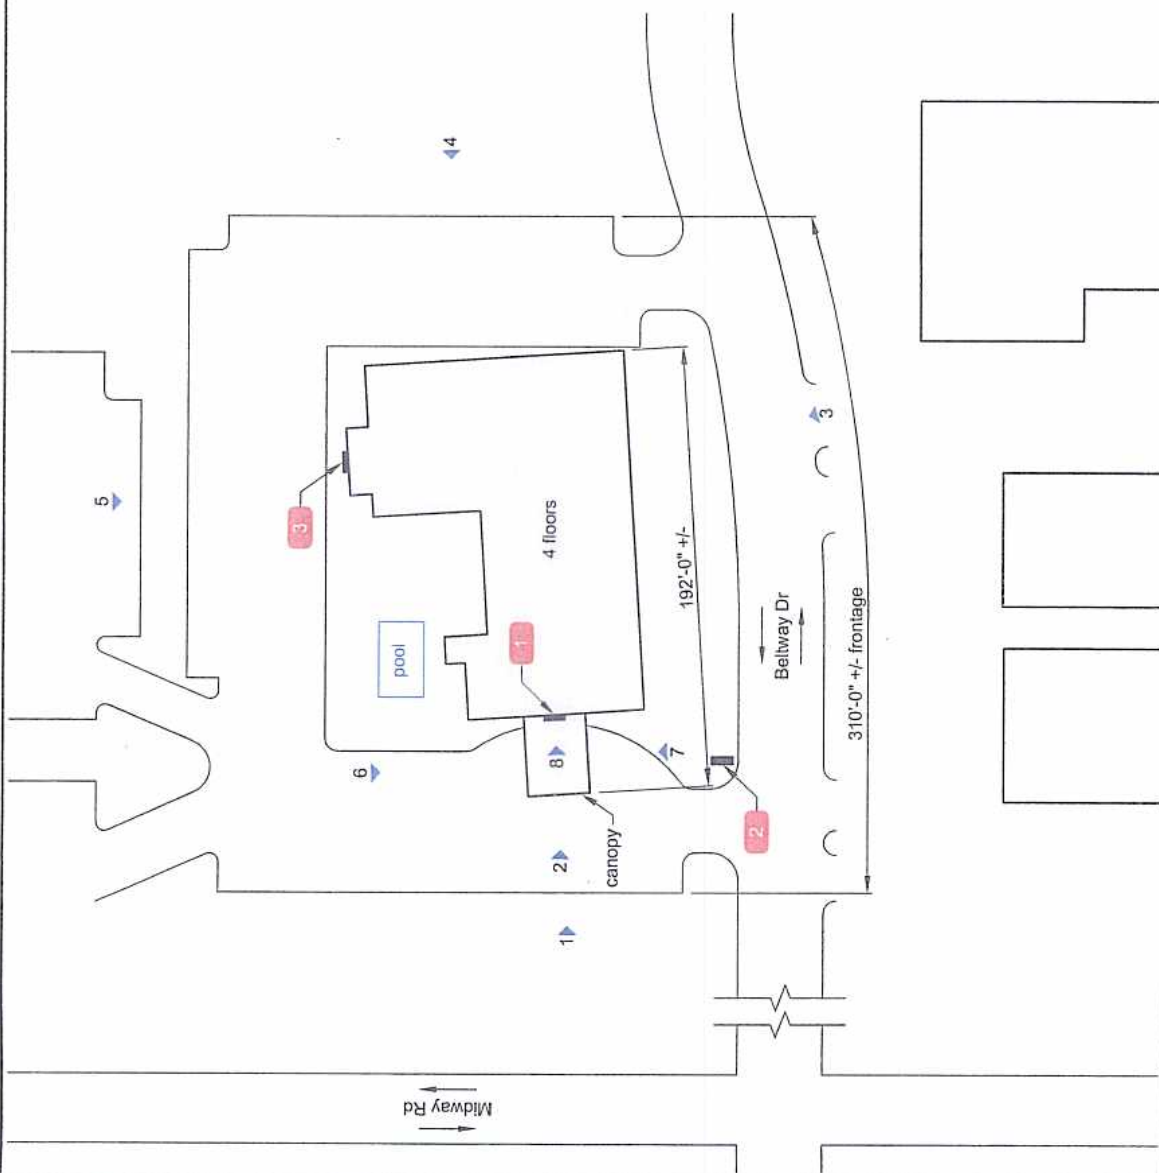 4
5
3
4 floors
192'-0" +/-
3
pool
1
Beltway Dr
310'-0" +/- frontage
6
8
7
2
canopy
2
1
Midway Rd